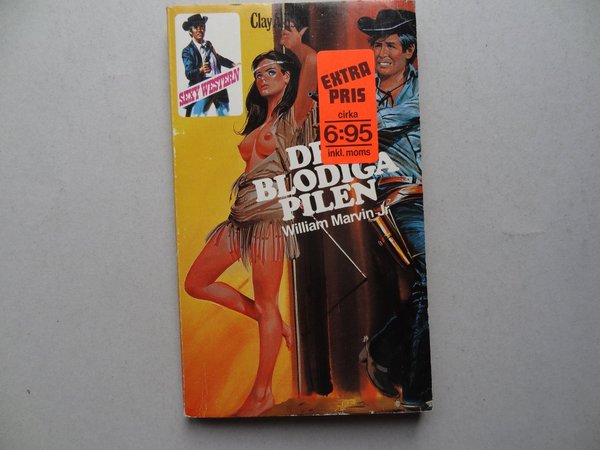 Clay
SEXY WESTERN
EXTRA
PRIS
cirka
6:95
inkl. moms
BLODIGA
PILEN
William Marvin Jr